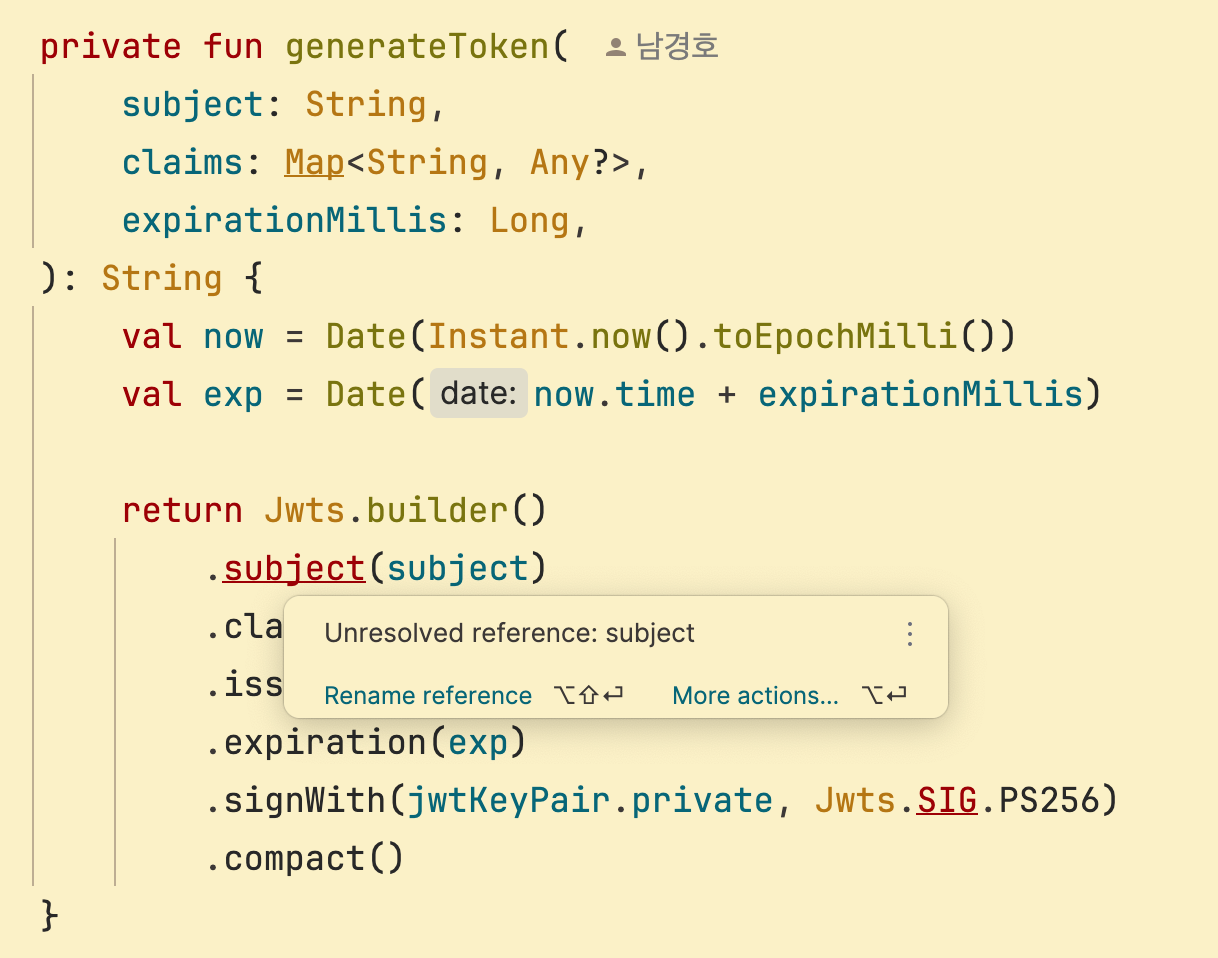 private fun generateToken( 남경호
subject: String,
claims: Map<String, Any?>,
expirationMillis: Long,
): String {
val now = Date(Instant.now().toEpochMilli())
val exp = Date( date: now.time + expirationMillis)
return Jwts.builder()
.subject(subject)
.cla
Unresolved reference: subject
.iss
Rename reference ⌥⇧↩ More actions... ⌥↩
.expiration(exp)
.signWith(jwtKeyPair.private, Jwts.SIG.PS256)
.compact()
}